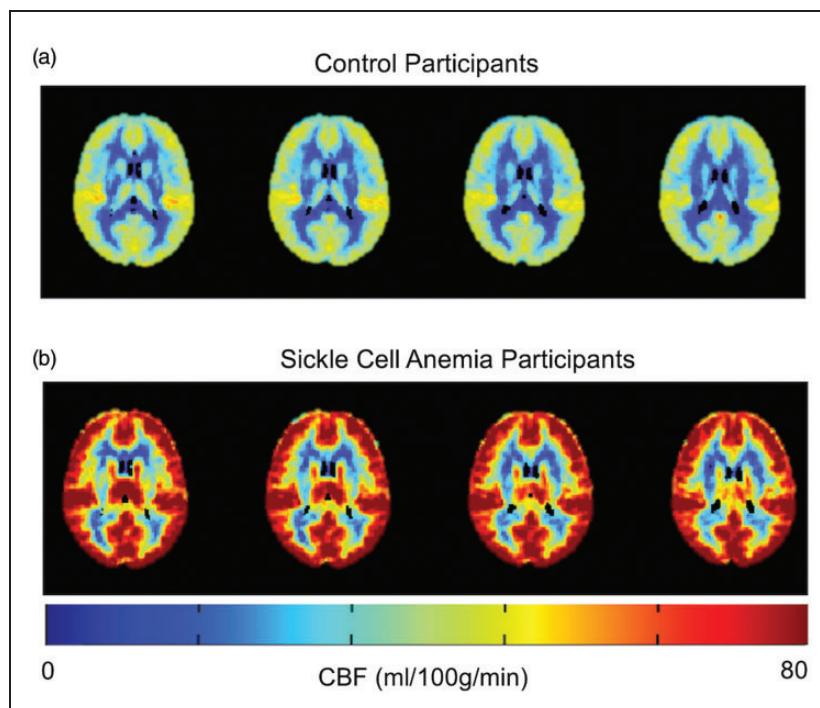 (a)
Control Participants
(b)
Sickle Cell Anemia Participants
0 CBF (ml/100g/min) 80